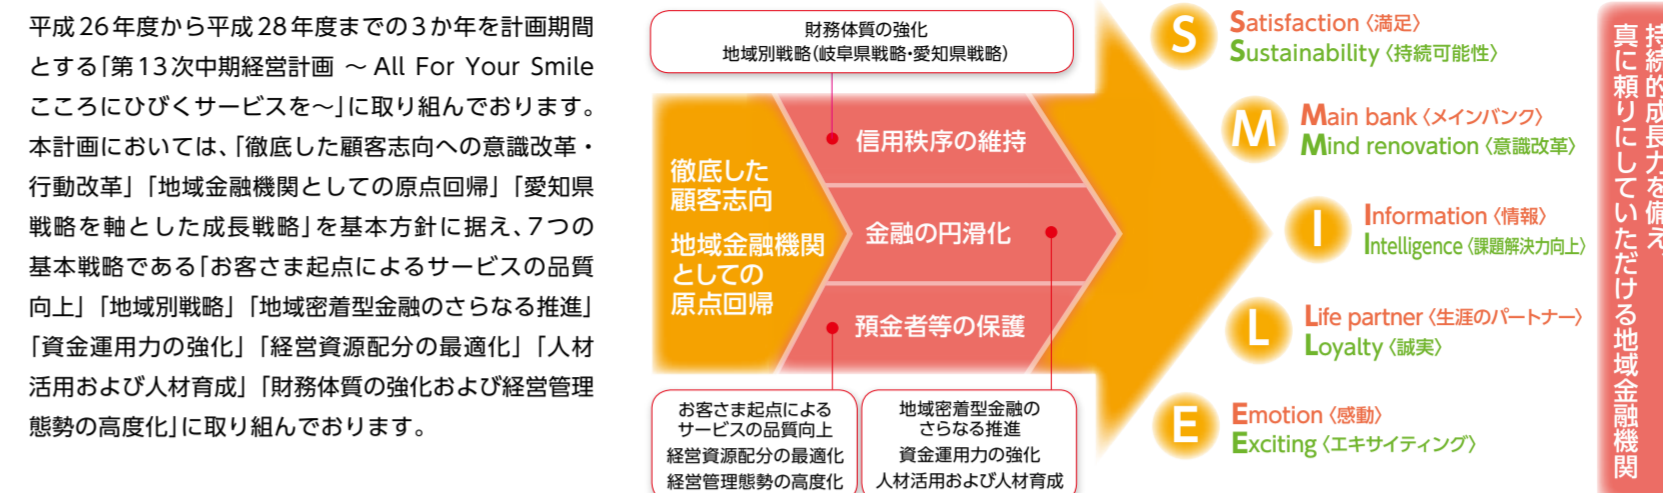 平成26年度から平成28年度までの3か年を計画期間
とする「第13次中期経営計画 ～ All For Your Smile
こころにひびくサービスを～」に取り組んでおります。
本計画においては、「徹底した顧客志向への意識改革・
行動改革」「地域金融機関としての原点回帰」「愛知県
戦略を軸とした成長戦略」を基本方針に据え、7つの
基本戦略である「お客さま起点によるサービスの品質
向上」「地域別戦略」「地域密着型金融のさらなる推進」
「資金運用力の強化」「経営資源配分の最適化」「人材
活用および人材育成」「財務体質の強化および経営管理
態勢の高度化」に取り組んでおります。
財務体質の強化
地域別戦略(岐阜県戦略・愛知県戦略)
徹底した
顧客志向
地域金融機関
としての
原点回帰
信用秩序の維持
金融の円滑化
預金者等の保護
お客さま起点による
サービスの品質向上
経営資源配分の最適化
経営管理態勢の高度化
地域密着型金融の
さらなる推進
資金運用力の強化
人材活用および人材育成
S
Satisfaction〈満足〉
Sustainability〈持続可能性〉
M
Main bank〈メインバンク〉
Mind renovation〈意識改革〉
I
Information〈情報〉
Intelligence〈課題解決力向上〉
L
Life partner〈生涯のパートナー〉
Loyalty〈誠実〉
E
Emotion〈感動〉
Exciting〈エキサイティング〉
持続的成長力を備え、
真に頼りにしていただける地域金融機関